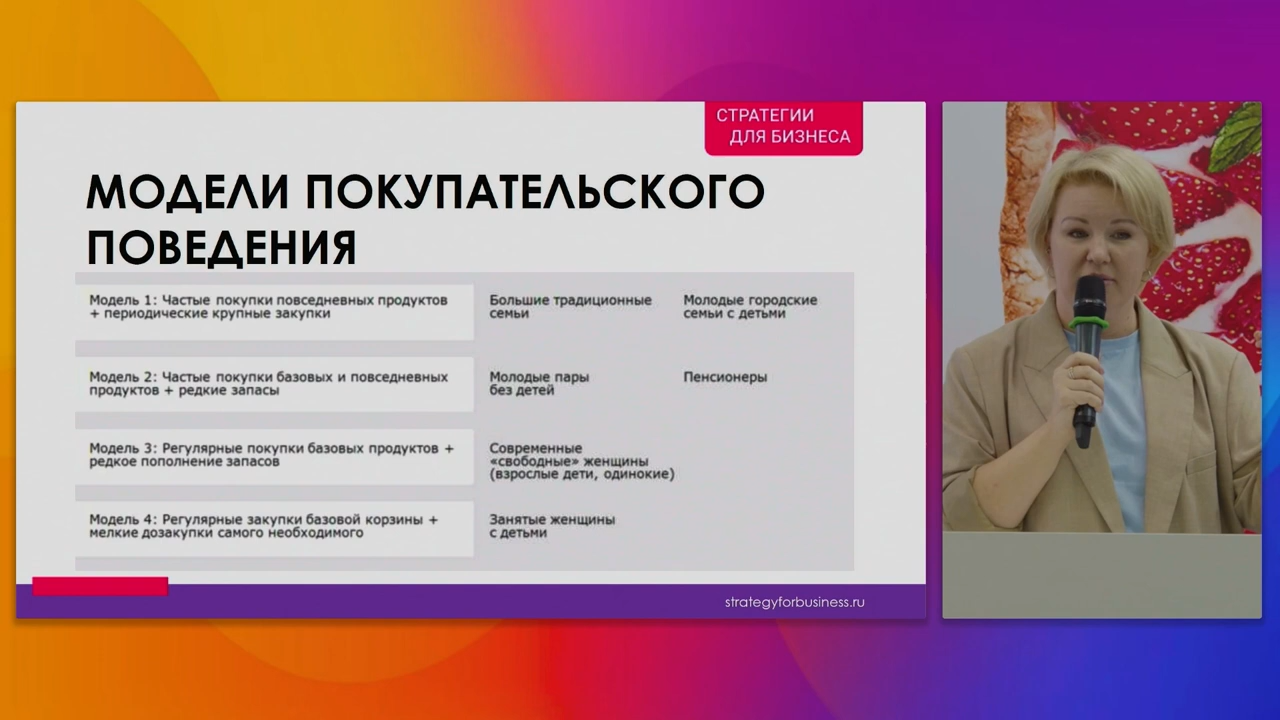 СТРАТЕГИИ
ДЛЯ БИЗНЕСА
МОДЕЛИ ПОКУПАТЕЛЬСКОГО
ПОВЕДЕНИЯ
Модель 1: Частые покупки повседневных продуктов
+ периодические крупные закупки
Большие традиционные
семьи
Молодые городские
семьи с детьми
Модель 2: Частые покупки базовых и повседневных
продуктов + редкие запасы
Молодые пары
без детей
Пенсионеры
Модель 3: Регулярные покупки базовых продуктов +
редкое пополнение запасов
Современные
«свободные» женщины
(взрослые дети, одинокие)
Модель 4: Регулярные закупки базовой корзины +
мелкие дозакупки самого необходимого
Занятые женщины
с детьми
strategyforbusiness.ru